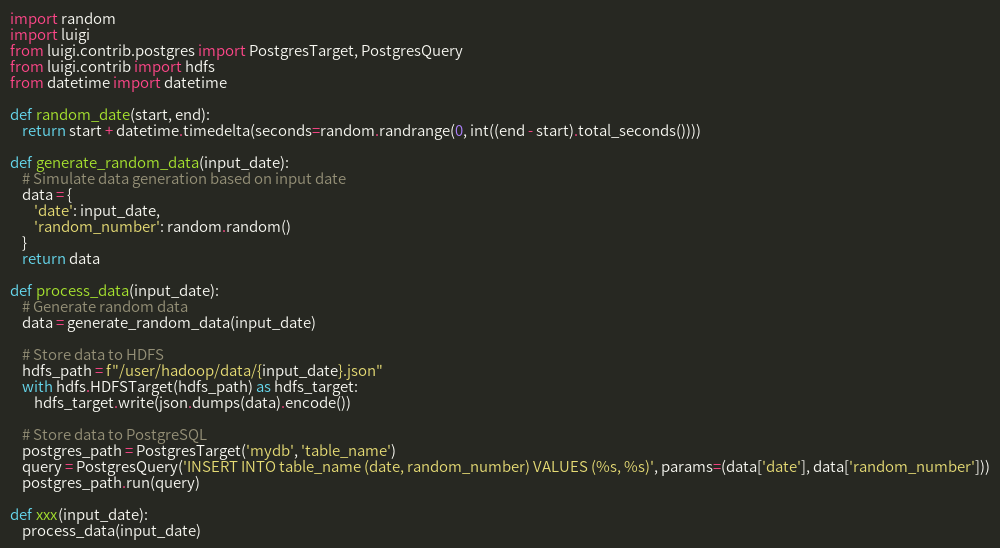 import random
import luigi
from luigi.contrib.postgres import PostgresTarget, PostgresQuery
from luigi.contrib import hdfs
from datetime import datetime

def random_date(start, end):
    return start + datetime.timedelta(seconds=random.randrange(0, int((end - start).total_seconds())))

def generate_random_data(input_date):
    # Simulate data generation based on input date
    data = {
        'date': input_date,
        'random_number': random.random()
    }
    return data

def process_data(input_date):
    # Generate random data
    data = generate_random_data(input_date)

    # Store data to HDFS
    hdfs_path = f"/user/hadoop/data/{input_date}.json"
    with hdfs.HDFSTarget(hdfs_path) as hdfs_target:
        hdfs_target.write(json.dumps(data).encode())

    # Store data to PostgreSQL
    postgres_path = PostgresTarget('mydb', 'table_name')
    query = PostgresQuery('INSERT INTO table_name (date, random_number) VALUES (%s, %s)', params=(data['date'], data['random_number']))
    postgres_path.run(query)

def xxx(input_date):
    process_data(input_date)